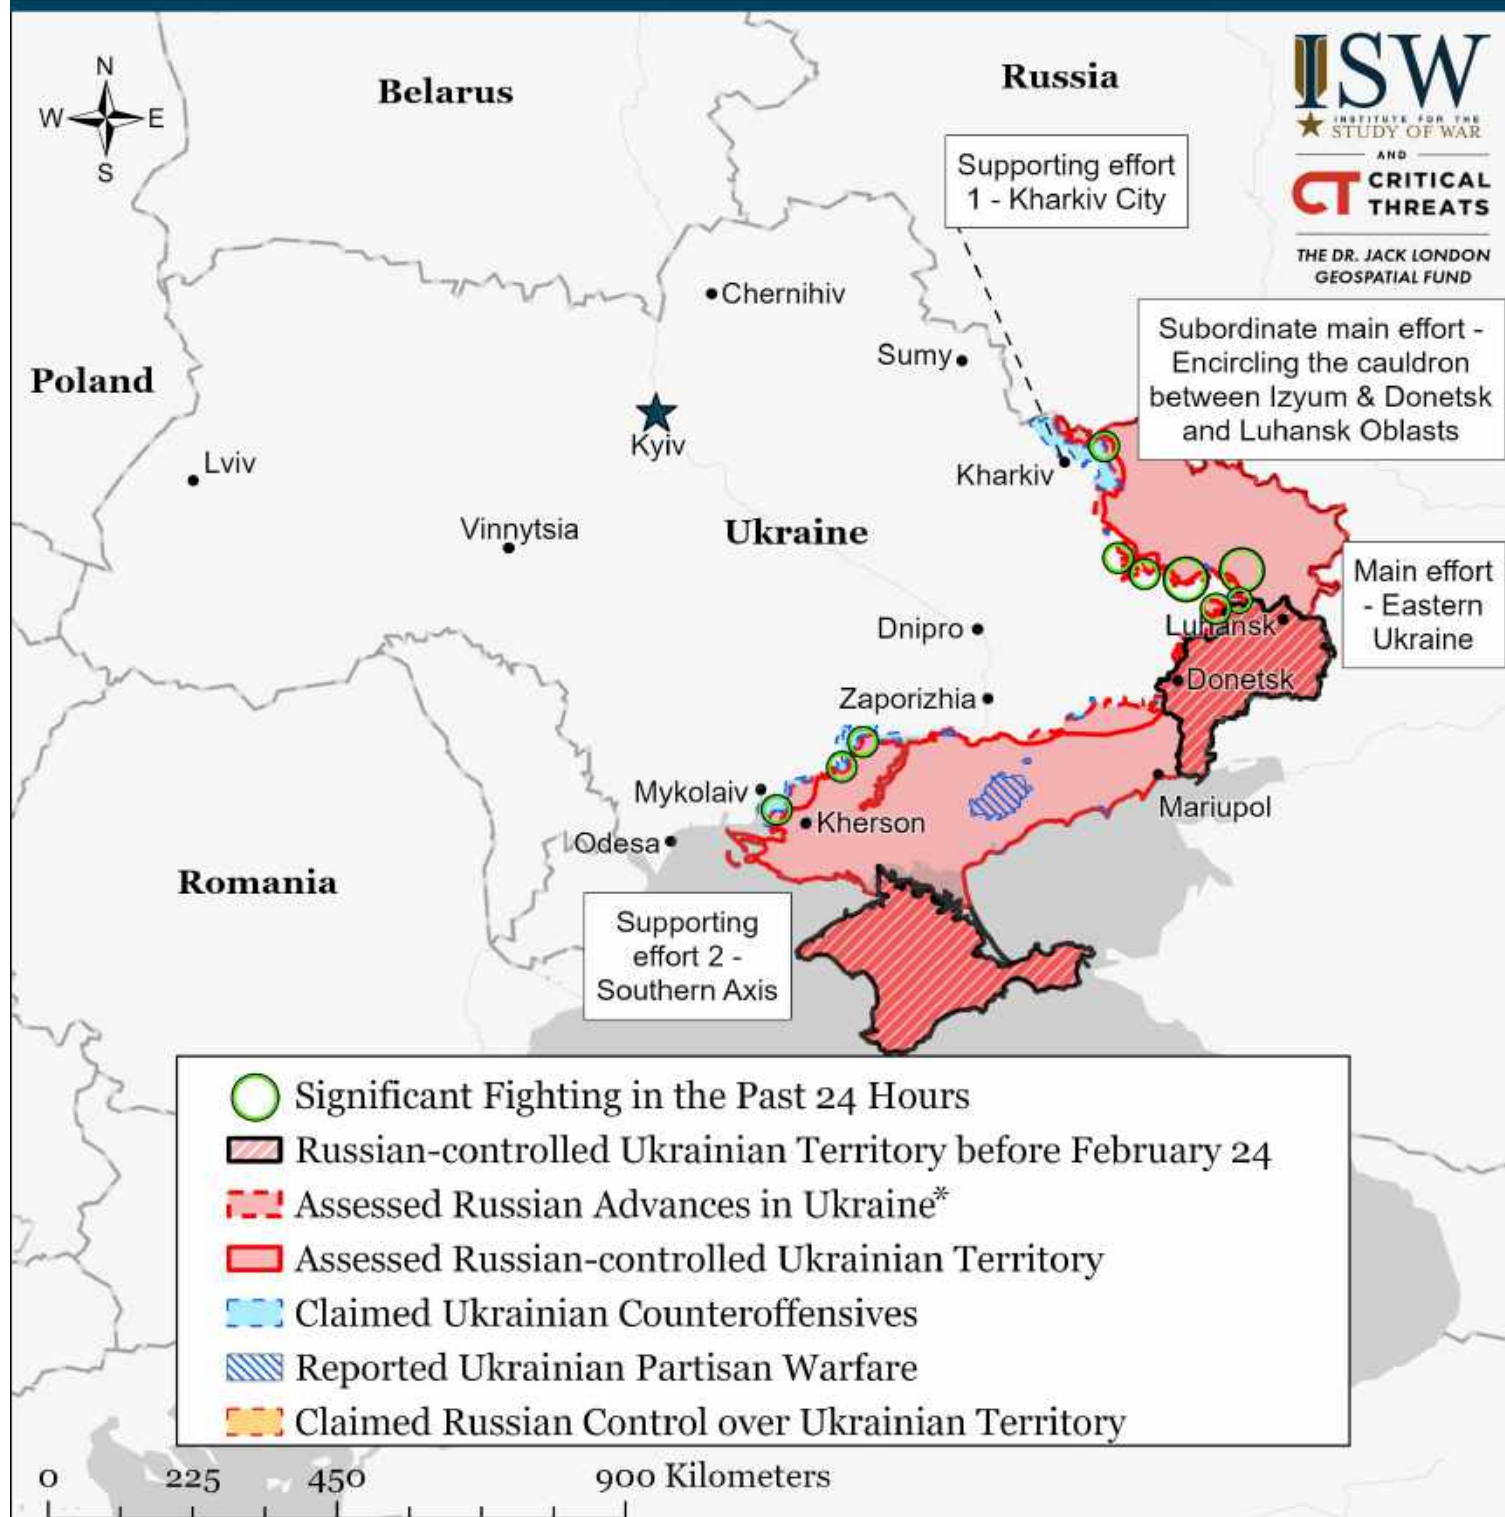 N
W E
S
Belarus
Russia
ISW
INSTITUTE FOR THE
STUDY OF WAR
AND
CT CRITICAL
THREATS
THE DR. JACK LONDON
GEOSPATIAL FUND
Supporting effort
1 - Kharkiv City
Chernihiv
Subordinate main effort -
Encircling the cauldron
between Izyum & Donetsk
and Luhansk Oblasts
Sumy
Poland
Kyiv
Lviv
Kharkiv
Vinnytsia
Ukraine
Main effort
- Eastern
Ukraine
Dnipro
Luhansk
Donetsk
Zaporizhia
Mykolaiv
Mariupol
Kherson
Odesa
Romania
Supporting
effort 2 -
Southern Axis
Significant Fighting in the Past 24 Hours
Russian-controlled Ukrainian Territory before February 24
Assessed Russian Advances in Ukraine*
Assessed Russian-controlled Ukrainian Territory
Claimed Ukrainian Counteroffensives
Reported Ukrainian Partisan Warfare
Claimed Russian Control over Ukrainian Territory
0 225 450 900 Kilometers